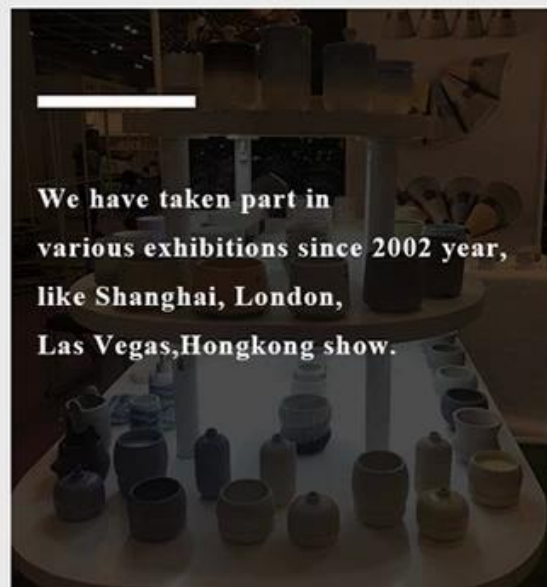 We have taken part in
various exhibitions since 2002 year,
like Shanghai, London,
Las Vegas,Hongkong show.